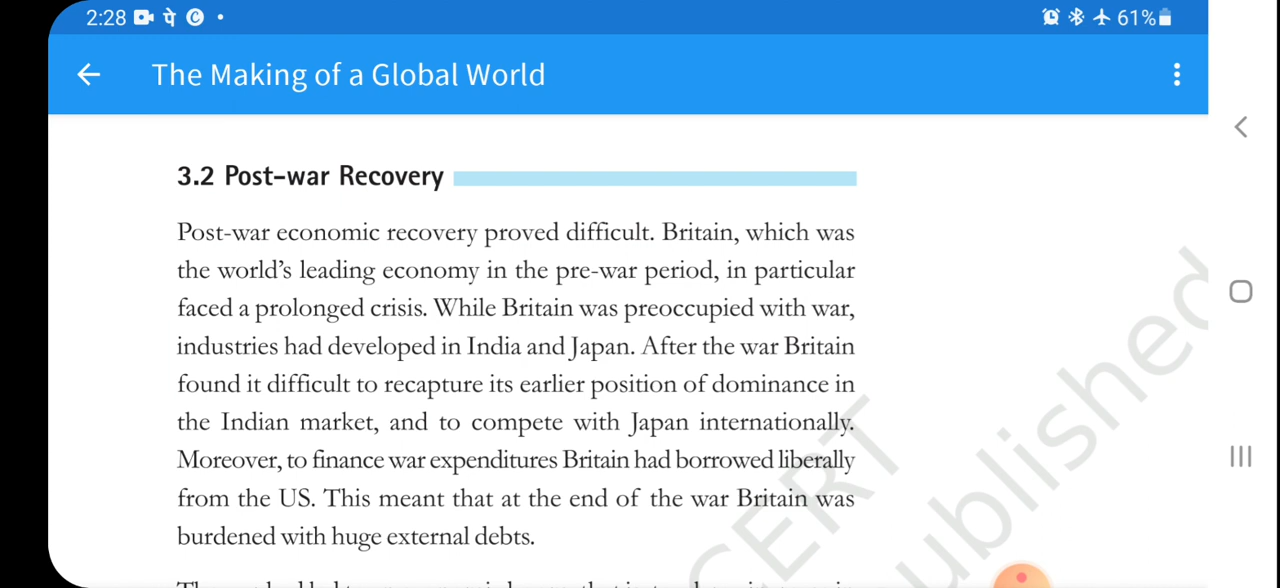 2:28 पे C 61%
The Making of a Global World
3.2 Post-war Recovery
Post-war economic recovery proved difficult. Britain, which was
the world's leading economy in the pre-war period, in particular
faced a prolonged crisis. While Britain was preoccupied with war,
industries had developed in India and Japan. After the war Britain
found it difficult to recapture its earlier position of dominance in
the Indian market, and to compete with Japan internationally.
Moreover, to finance war expenditures Britain had borrowed liberally
from the US. This meant that at the end of the war Britain was
burdened with huge external debts.